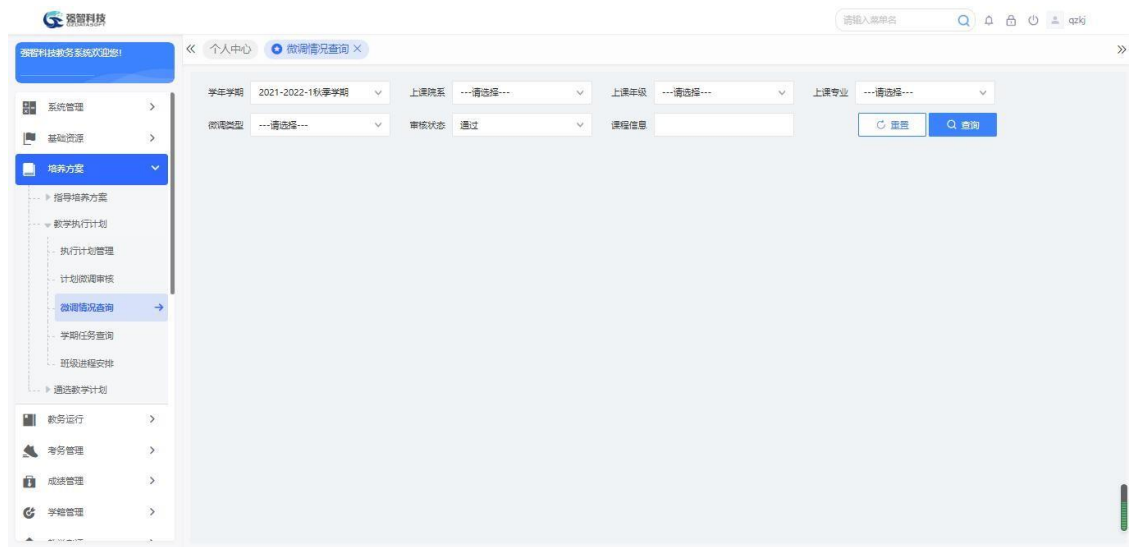 强智科技
QZDATASOFT
请输入菜单名
qzkj
强智科技教务系统欢迎您!
个人中心
微调情况查询
系统管理
基础资源
培养方案
指导培养方案
教学执行计划
执行计划管理
计划微调审核
微调情况查询
学期任务查询
班级进程安排
通选教学计划
教务运行
考务管理
成绩管理
学籍管理
学年学期 2021-2022-1秋季学期 上课院系 ---请选择--- 上课年级 ---请选择--- 上课专业 ---请选择---
微调类型 ---请选择--- 审核状态 通过 课程信息 重置 查询